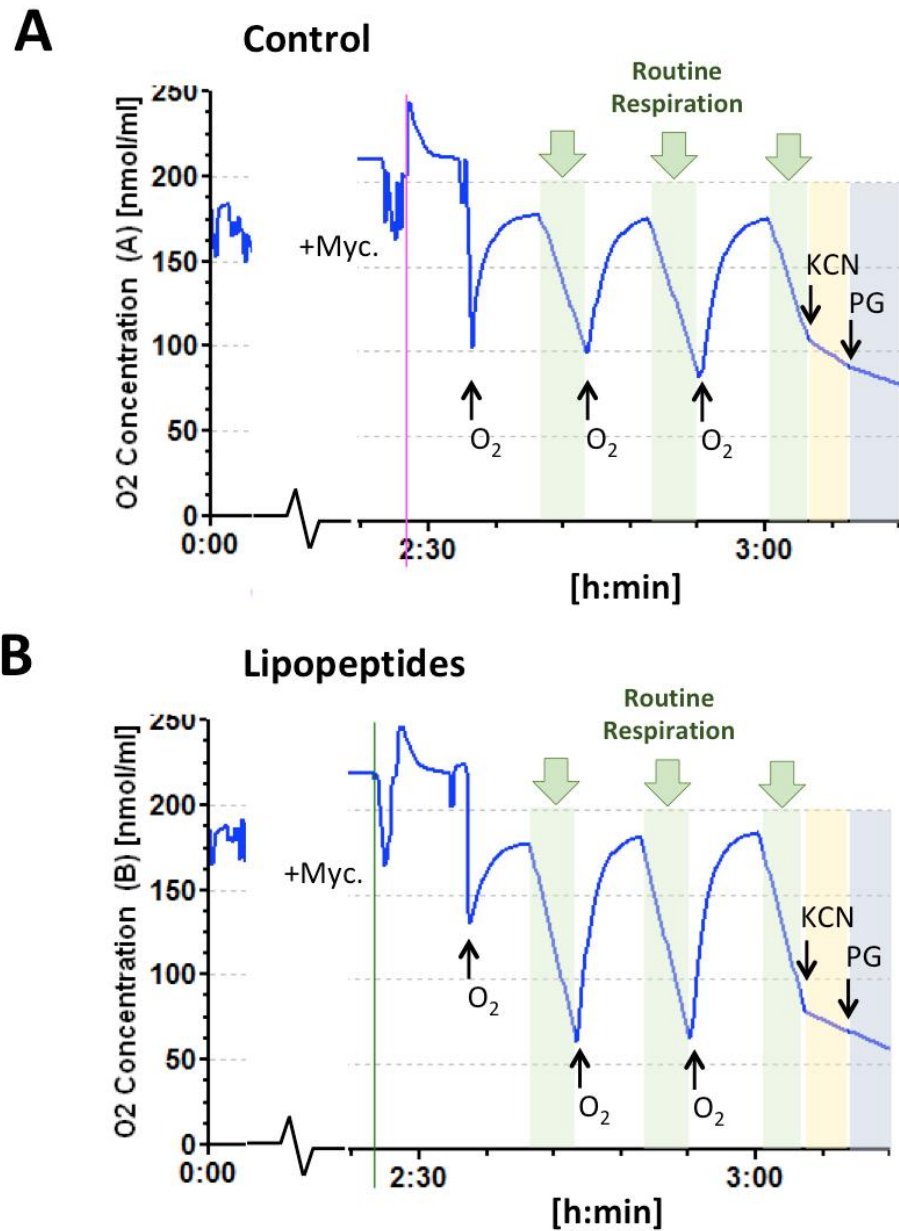 A
Control
Routine
Respiration
O2 Concentration (A) [nmol/ml]
250
200
150
100
50
0
+Myc.
KCN
PG
O₂
O₂
O₂
0:00
2:30
3:00
[h:min]
B
Lipopeptides
Routine
Respiration
O2 Concentration (B) [nmol/ml]
250
200
150
100
50
0
+Myc.
KCN
PG
O₂
O₂
O₂
0:00
2:30
3:00
[h:min]